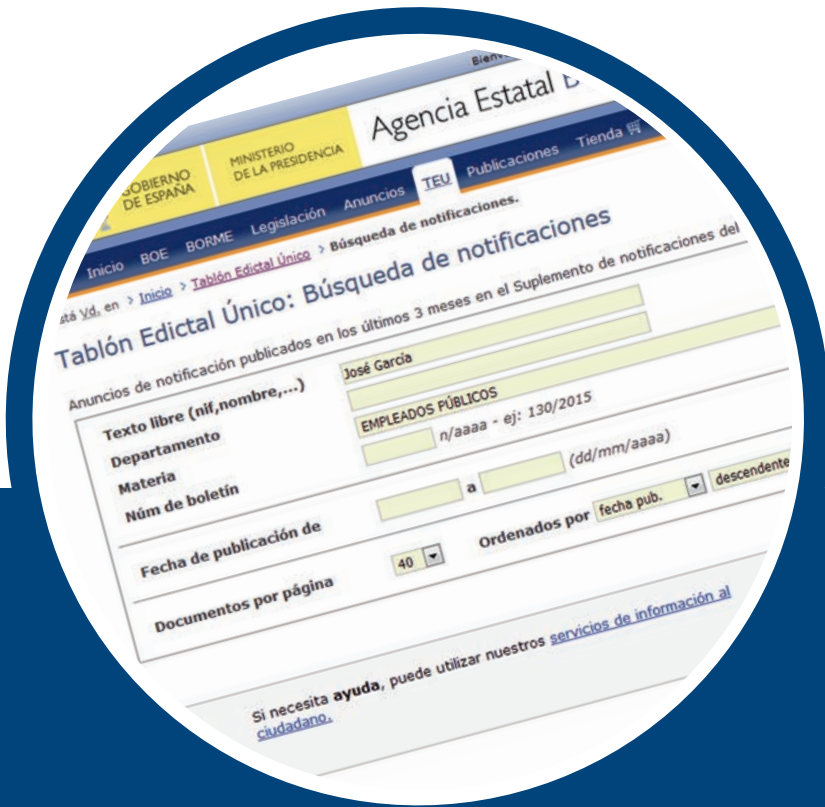 Agencia Estatal
GOBIERNO
DE ESPAÑA
MINISTERIO
DE LA PRESIDENCIA
Inicio BOE BORME Legislación Anuncios TEU Publicaciones Tienda
Vd. en > Inicio > Tablón Edictal Único > Búsqueda de notificaciones.
Tablón Edictal Único: Búsqueda de notificaciones
Anuncios de notificación publicados en los últimos 3 meses en el Suplemento de notificaciones del
Texto libre (nif,nombre,...) José García
Departamento
Materia EMPLEADOS PÚBLICOS
Núm de boletín n/aaaa - ej: 130/2015
Fecha de publicación de a (dd/mm/aaaa)
Documentos por página 40 Ordenados por fecha pub. descendente
Si necesita ayuda, puede utilizar nuestros servicios de información al
ciudadano.